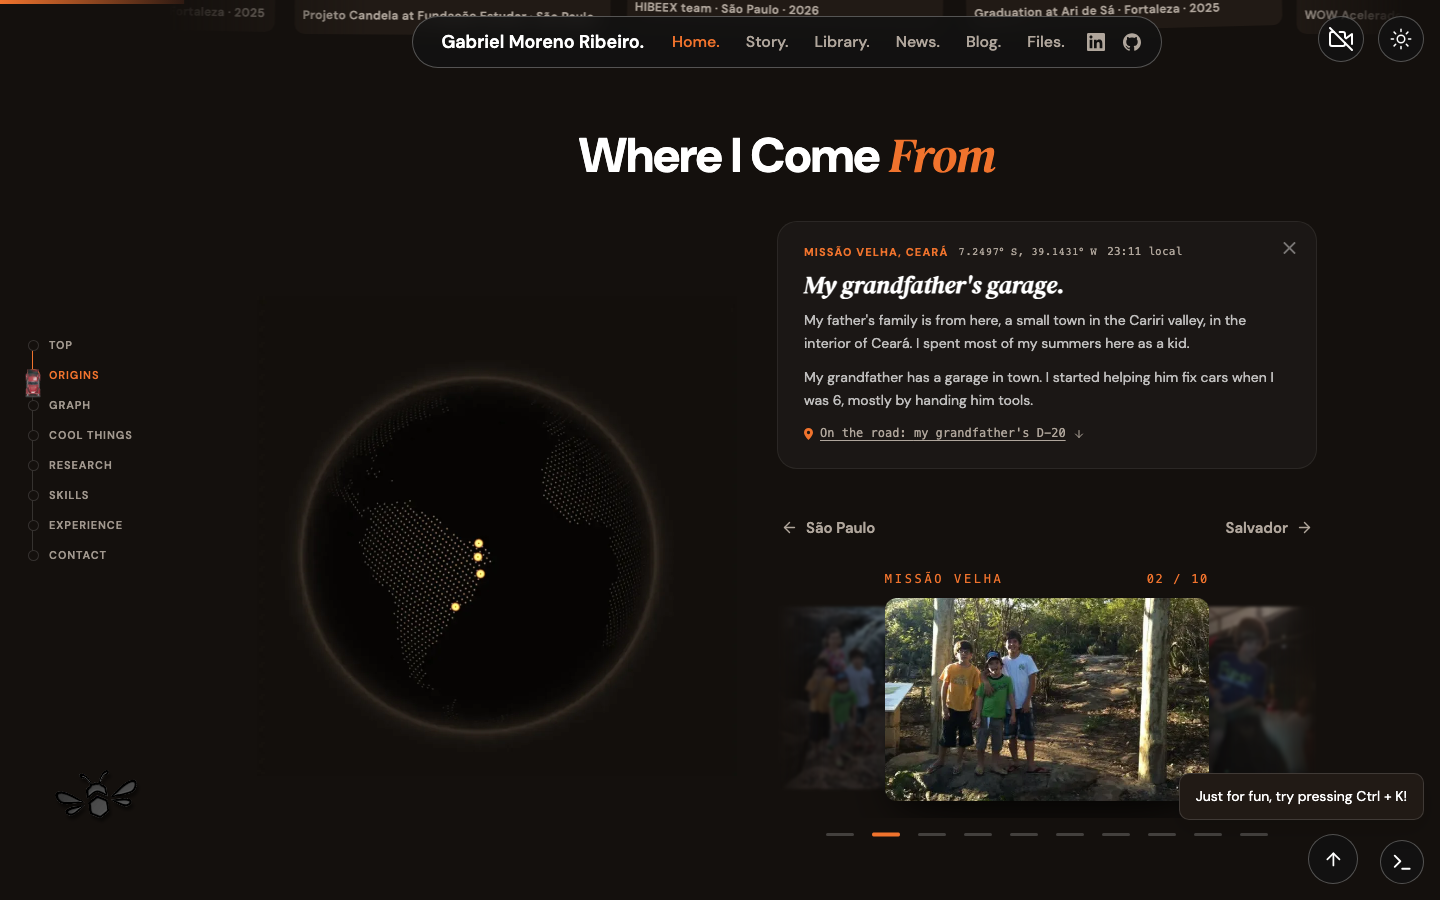 Fortaleza · 2025
Projeto Candela at Fundação Estudar · São Paulo
HIBEEX team · São Paulo · 2026
Graduation at Ari de Sá · Fortaleza · 2025
WOW Acelerad
Gabriel Moreno Ribeiro.
Home.
Story.
Library.
News.
Blog.
Files.
Where I Come From
MISSÃO VELHA, CEARÁ 7.2497° S, 39.1431° W 23:11 local
My grandfather's garage.
My father's family is from here, a small town in the Cariri valley, in the
interior of Ceará. I spent most of my summers here as a kid.
My grandfather has a garage in town. I started helping him fix cars when I
was 6, mostly by handing him tools.
On the road: my grandfather's D-20 ↓
TOP
ORIGINS
GRAPH
COOL THINGS
RESEARCH
SKILLS
EXPERIENCE
CONTACT
← São Paulo
Salvador →
MISSÃO VELHA
02 / 10
Just for fun, try pressing Ctrl + K!